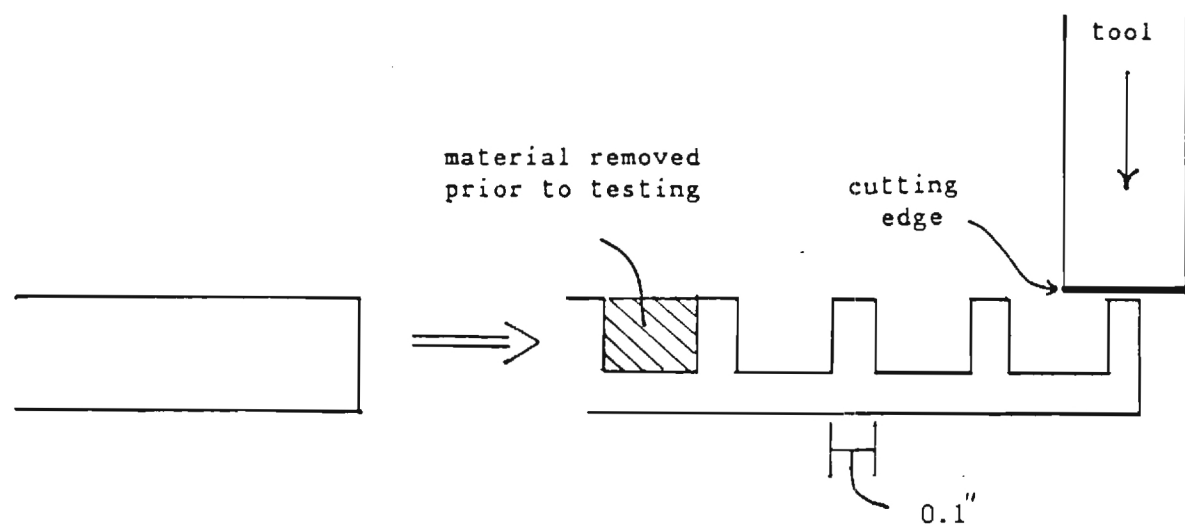 tool
material removed
prior to testing
cutting
edge
0.1"